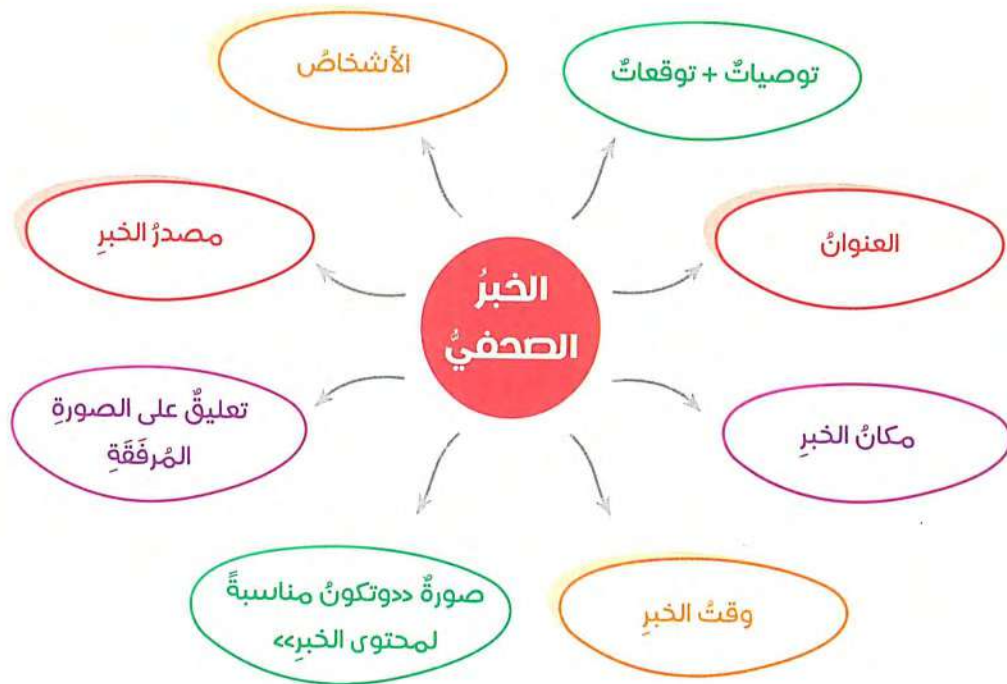 الخبرُ
الصحفيُّ
توصياتٌ + توقعاتٌ
العنوانُ
مكانُ الخبرِ
وقتُ الخبرِ
صورةٌ <<وتكونُ مناسبةً
لمحتوى الخبرِ>>
تعليقٌ على الصورةِ
المُرفَقَةِ
مصدرُ الخبرِ
الأشخاصُ